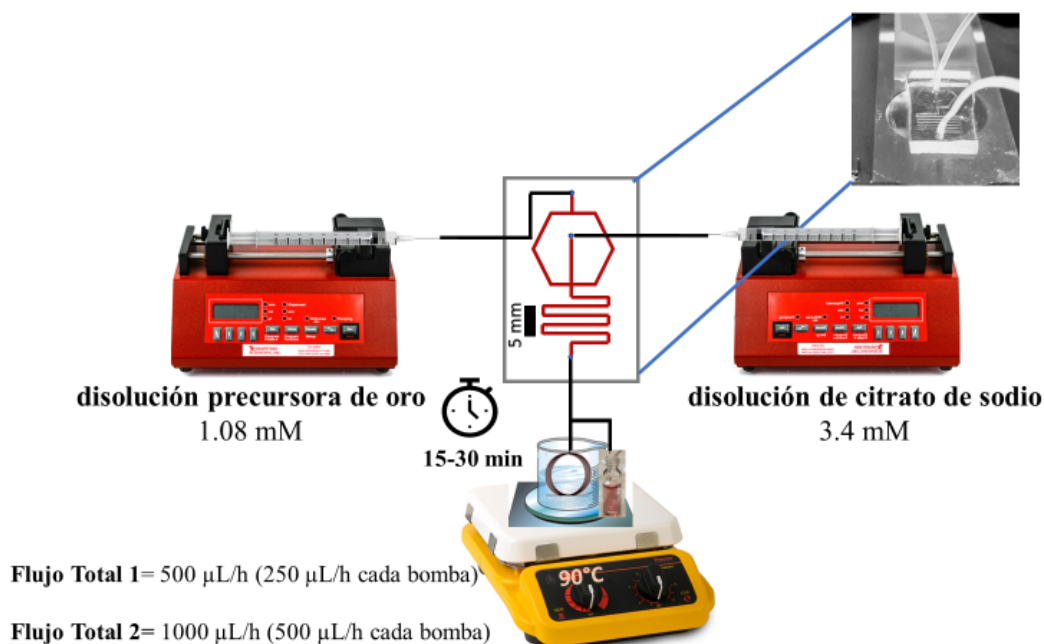 5 mm
disolución precursora de oro
1.08 mM
disolución de citrato de sodio
3.4 mM
15-30 min
90°C
Flujo Total 1= 500 µL/h (250 µL/h cada bomba)
Flujo Total 2= 1000 µL/h (500 µL/h cada bomba)